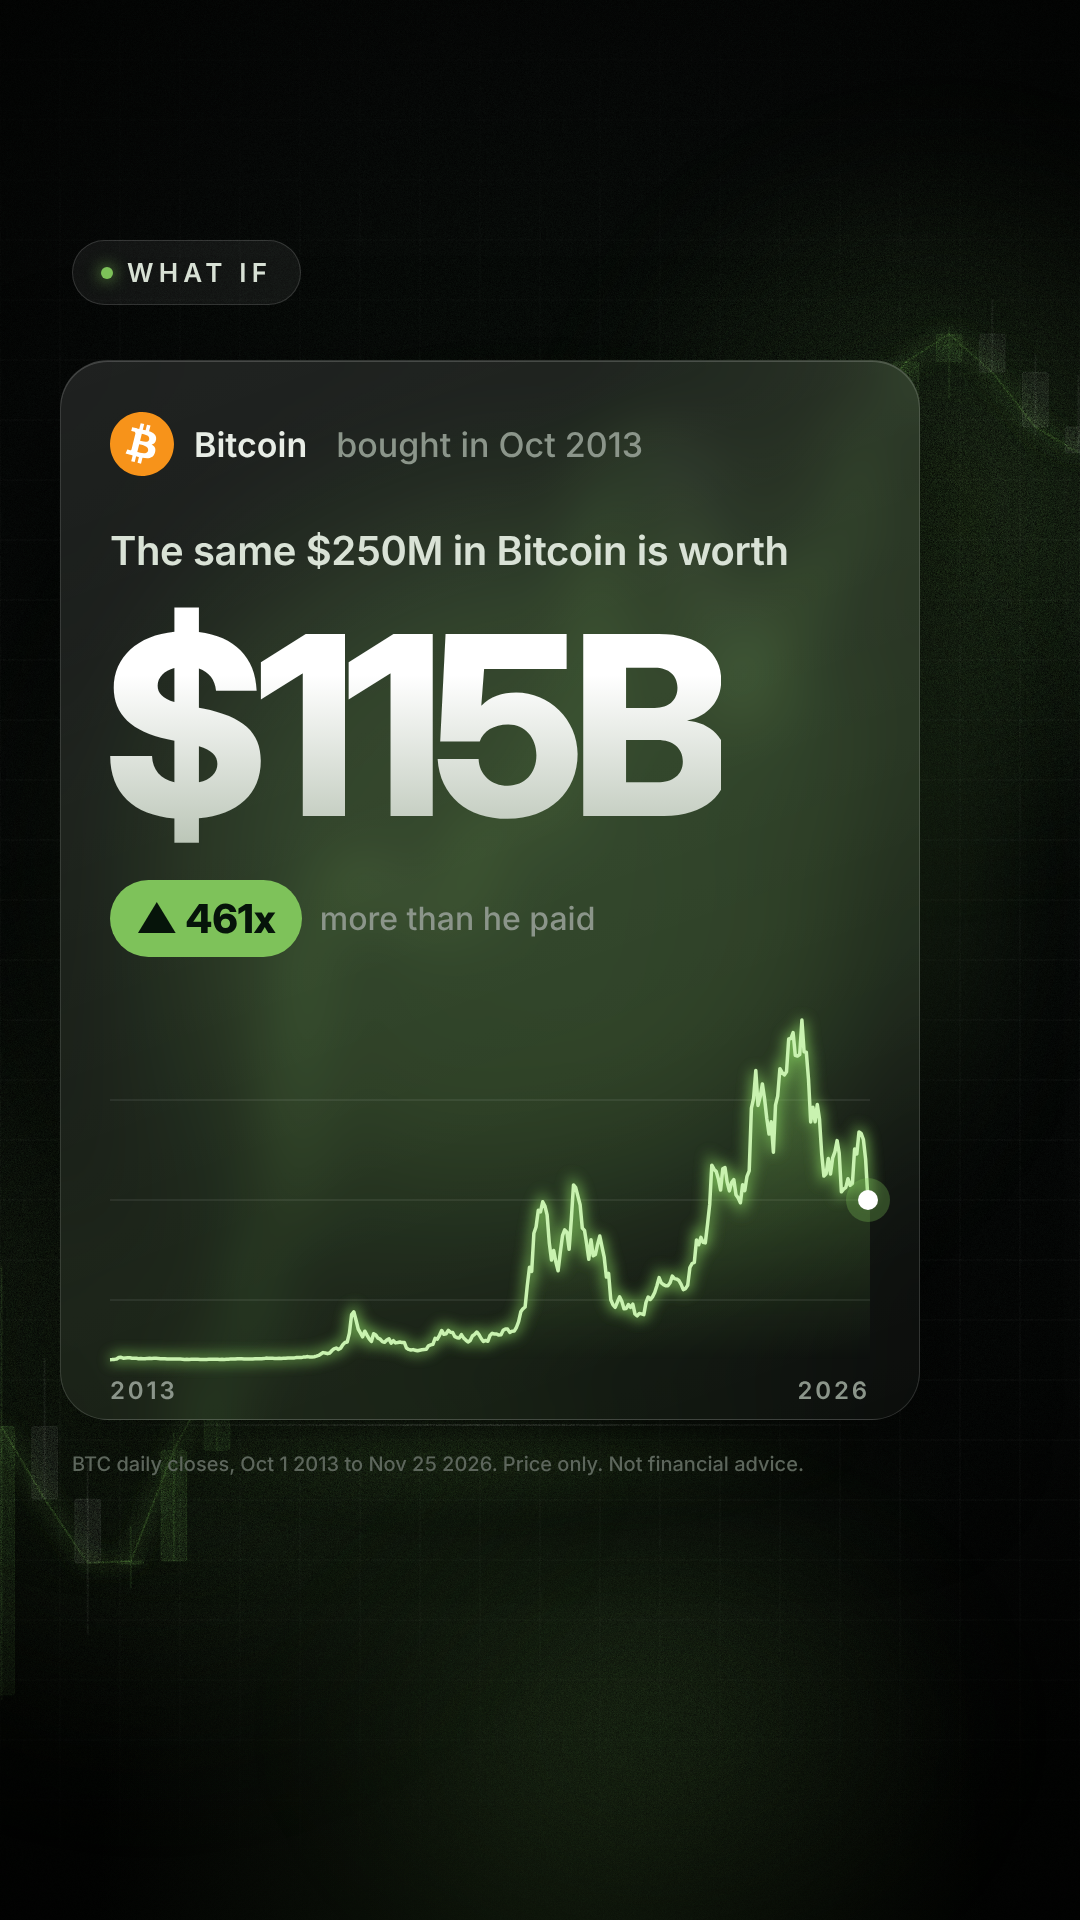 WHAT IF
Bitcoin bought in Oct 2013
The same $250M in Bitcoin is worth
$115B
▲ 461x more than he paid
2013 2026
BTC daily closes, Oct 1 2013 to Nov 25 2026. Price only. Not financial advice.